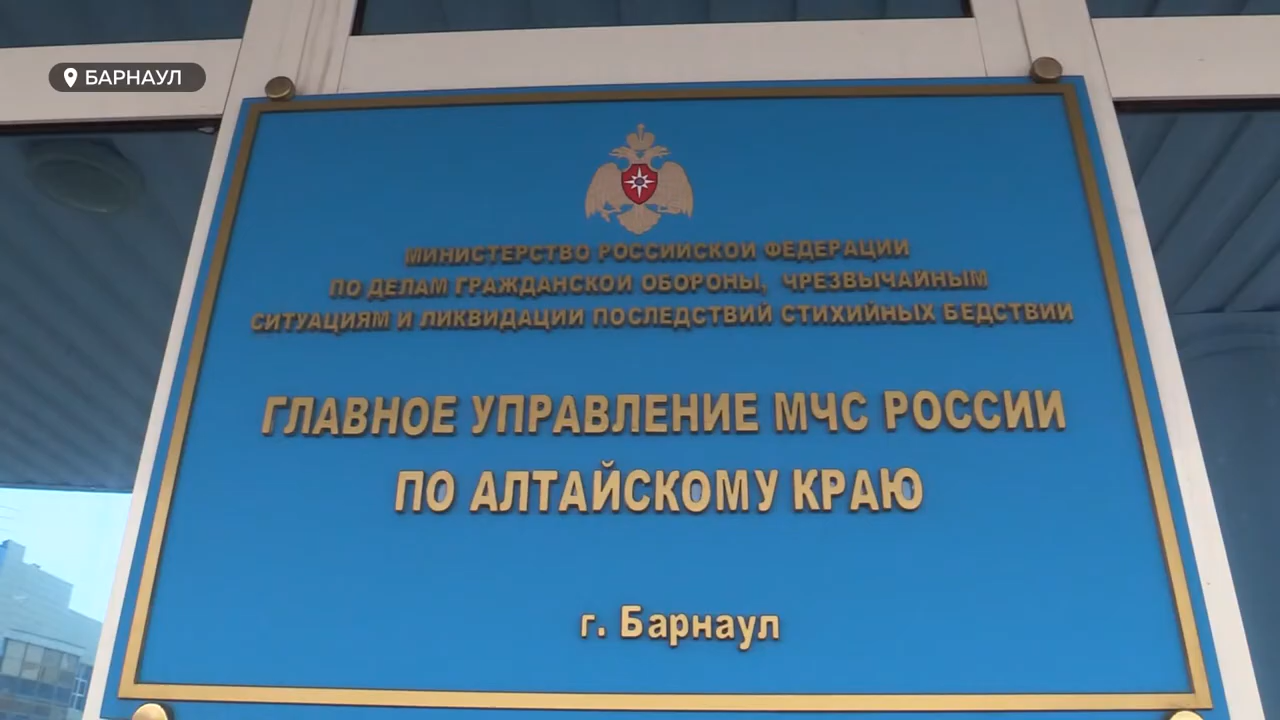 БАРНАУЛ
МИНИСТЕРСТВО РОССИЙСКОЙ ФЕДЕРАЦИИ
ПО ДЕЛАМ ГРАЖДАНСКОЙ ОБОРОНЫ, ЧРЕЗВЫЧАЙНЫМ
СИТУАЦИЯМ И ЛИКВИДАЦИИ ПОСЛЕДСТВИЙ СТИХИЙНЫХ БЕДСТВИЙ
ГЛАВНОЕ УПРАВЛЕНИЕ МЧС РОССИИ
ПО АЛТАЙСКОМУ КРАЮ
г. Барнаул